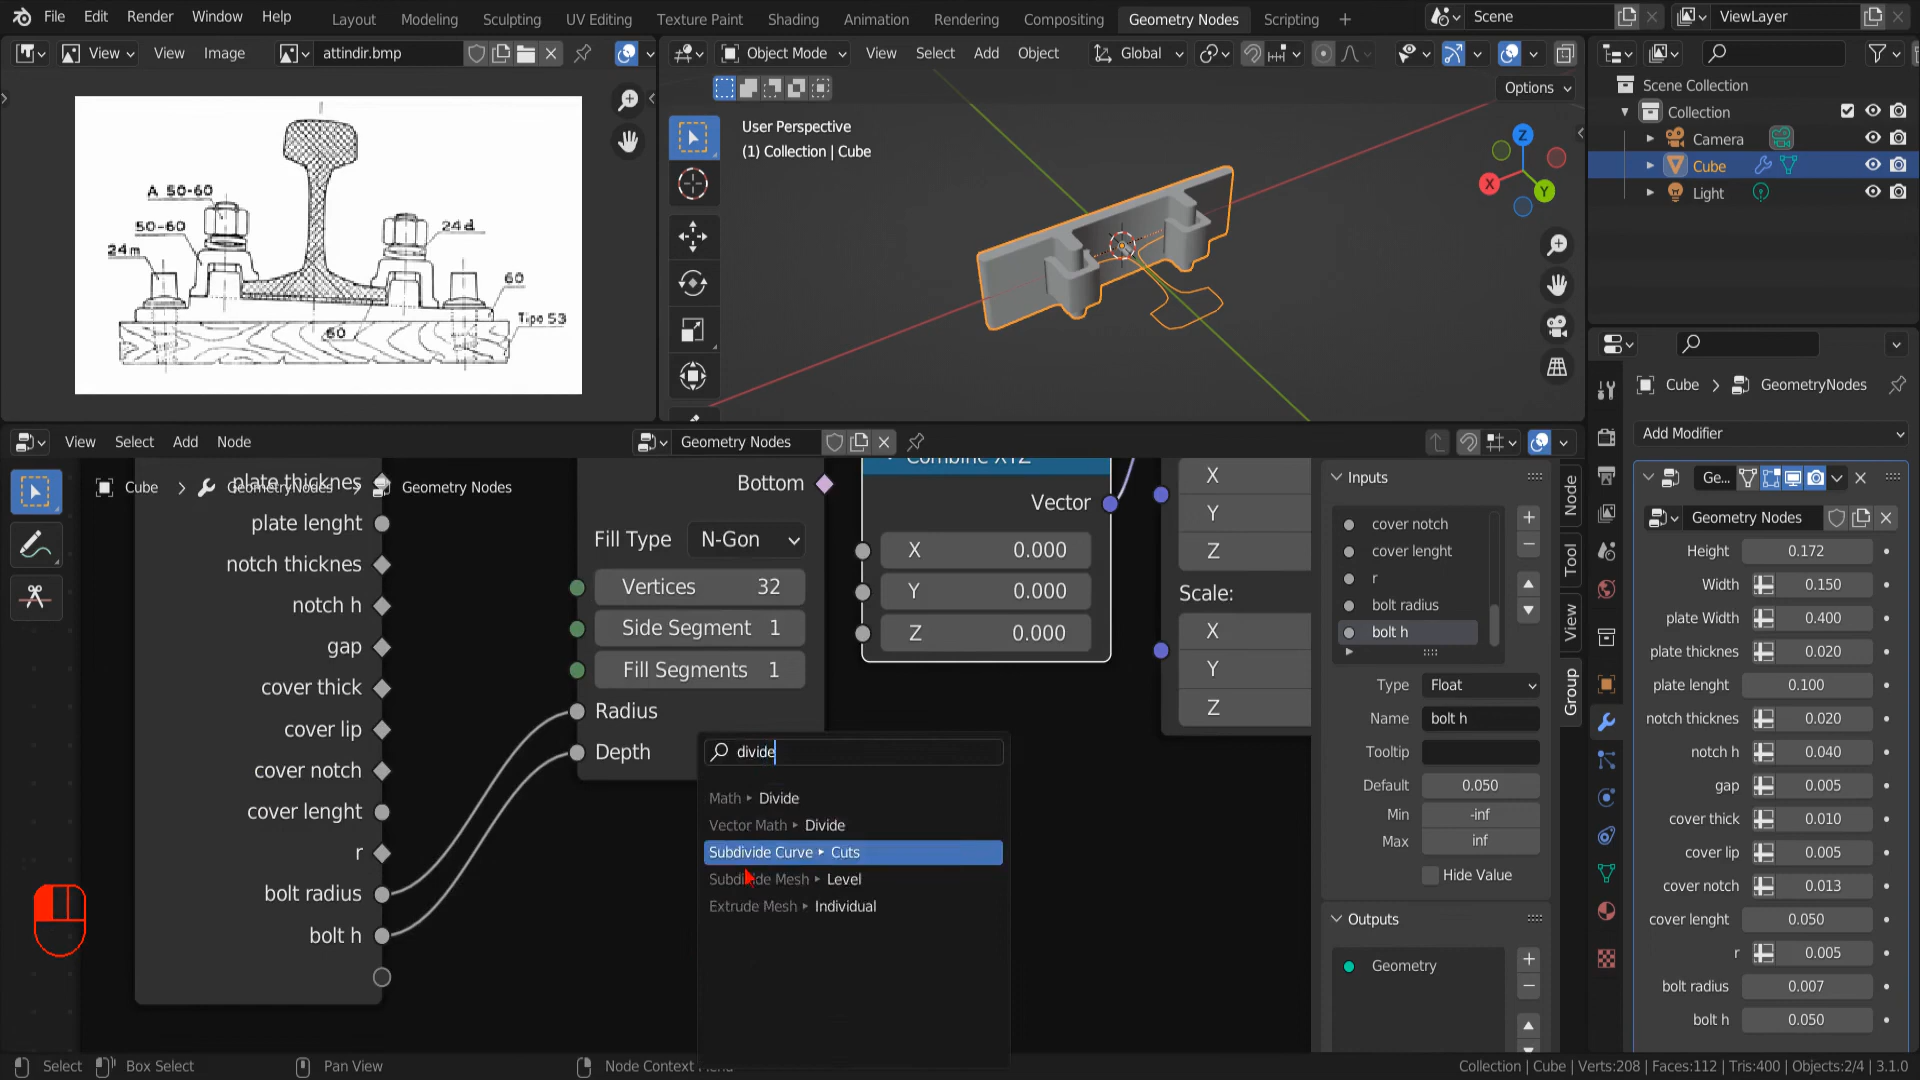 File Edit Render Window Help Layout Modeling Sculpting UV Editing Texture Paint Shading Animation Rendering Compositing Geometry Nodes Scripting + Scene ViewLayer
View View Image attindir.bmp
Object Mode View Select Add Object Global
Options
User Perspective
(1) Collection | Cube
Z
X
Y
A 50-60
50-60
24m
24d
60
Tipo S3
60
Scene Collection
Collection
Camera
Cube
Light
Cube > GeometryNodes
Add Modifier
Ge...
Geometry Nodes
Height 0.172
Width 0.150
plate Width 0.400
plate thicknes 0.020
plate lenght 0.100
notch thicknes 0.020
notch h 0.040
gap 0.005
cover thick 0.010
cover lip 0.005
cover notch 0.013
cover lenght 0.050
r 0.005
bolt radius 0.007
bolt h 0.050
View Select Add Node Geometry Nodes
Cube > GeometryNodes > Geometry Nodes
plate thicknes
plate lenght
notch thicknes
notch h
gap
cover thick
cover lip
cover notch
cover lenght
r
bolt radius
bolt h
Bottom
Fill Type N-Gon
Vertices 32
Side Segment 1
Fill Segments 1
Radius
Depth
Combine XYZ
Vector
X 0.000
Y 0.000
Z 0.000
X
Y
Z
Scale:
X
Y
Z
divide
Math ▸ Divide
Vector Math ▸ Divide
Subdivide Curve ▸ Cuts
Subdivide Mesh ▸ Level
Extrude Mesh ▸ Individual
Inputs
cover notch
cover lenght
r
bolt radius
bolt h
Type Float
Name bolt h
Tooltip
Default 0.050
Min -inf
Max inf
Hide Value
Outputs
Geometry
Node
Tool
View
Group
Select Box Select Pan View Node Context Menu Collection | Cube | Verts:208 | Faces:112 | Tris:400 | Objects:2/4 | 3.1.0